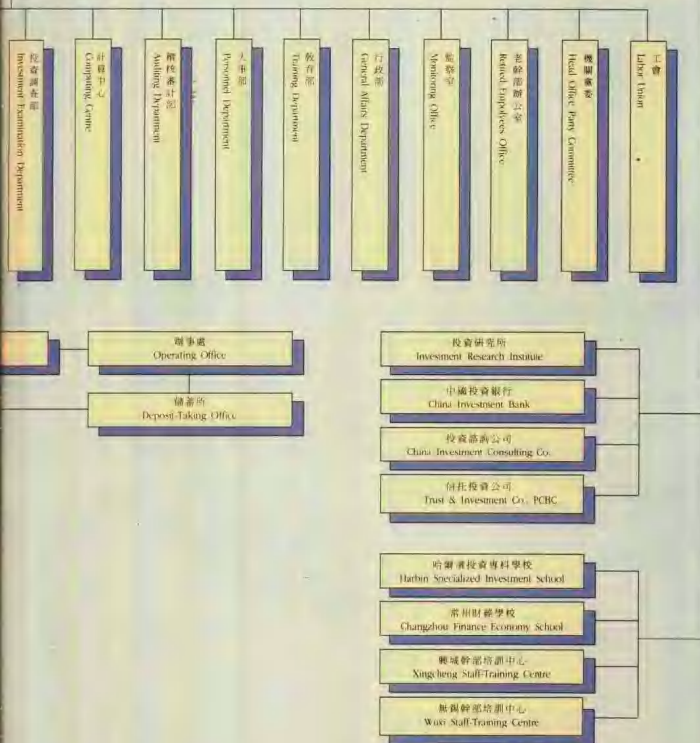 投資調查部
Investment Examination Department
計算中心
Computing Centre
稽核審計部
Auditing Department
人事部
Personnel Department
教育部
Training Department
行政部
General Affairs Department
監察室
Monitoring Office
老幹部辦公室
Retired Empolyees Office
機關黨委
Head Office Party Committee
工會
Labor Union
辦事處
Operating Office
儲蓄所
Deposit-Taking Office
投資研究所
Investment Research Institute
中國投資銀行
China Investment Bank
投資諮詢公司
China Investment Consulting Co.
信托投資公司
Trust & Investment Co., PCBC
哈爾濱投資專科學校
Harbin Specialized Investment School
常州財經學校
Changzhou Finance Economy School
興城幹部培訓中心
Xingcheng Staff-Training Centre
無錫幹部培訓中心
Wuxi Staff-Training Centre